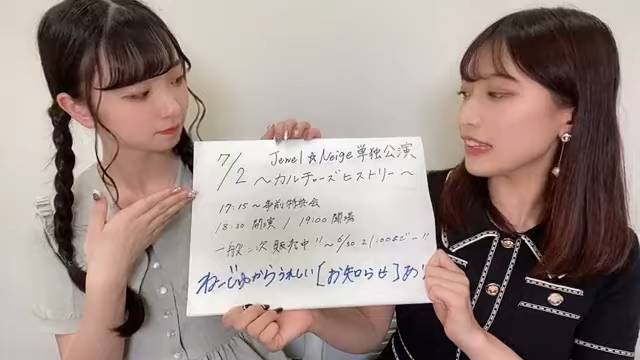 7/2 Jewel☆Neige単独公演
〜カルチャーズヒストリー〜
17:15〜事前特典会
18:30 開演 / 19:00 開場
一般二次販売中!!〜6/30 21:00まで〜!!
ねーじゅからうれしい[お知らせ]あり